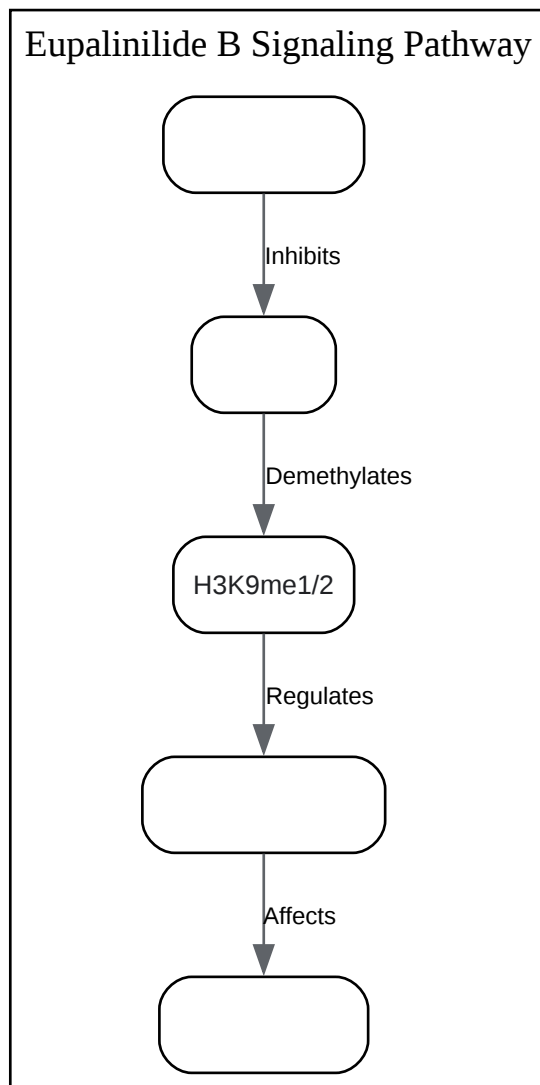 Eupalinilide B Signaling Pathway
Inhibits
Demethylates
H3K9me1/2
Regulates
Affects